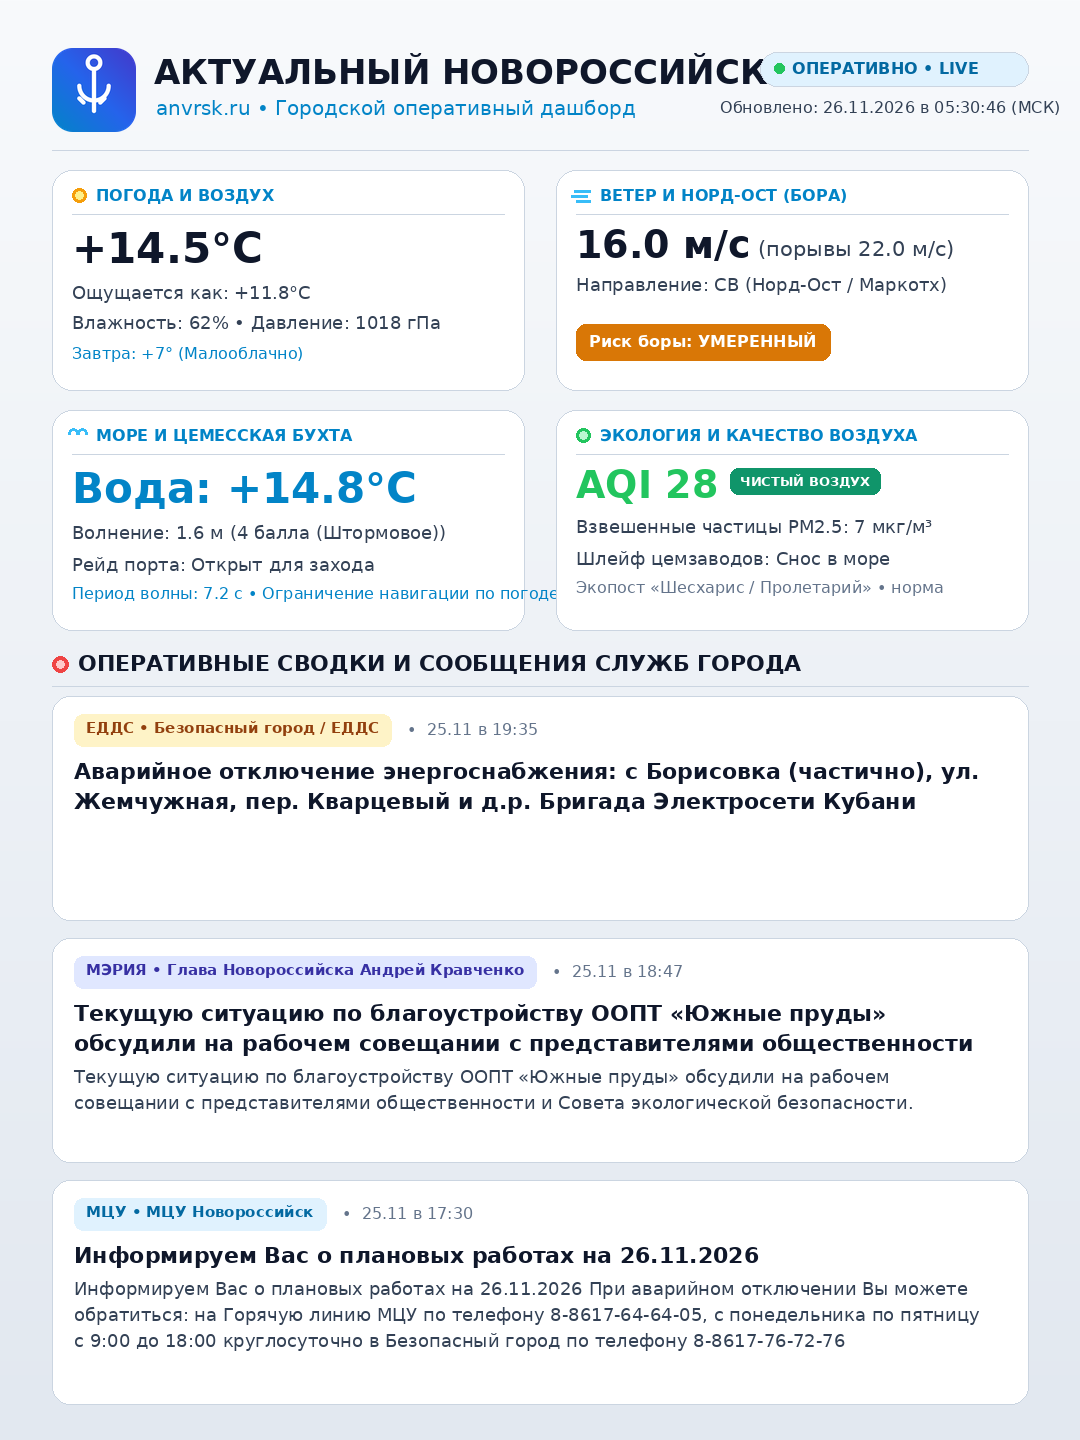 АКТУАЛЬНЫЙ НОВОРОССИЙСК
ОПЕРАТИВНО • LIVE
anvrsk.ru • Городской оперативный дашборд
Обновлено: 26.11.2026 в 05:30:46 (МСК)
ПОГОДА И ВОЗДУХ
+14.5°C
Ощущается как: +11.8°C
Влажность: 62% • Давление: 1018 гПа
Завтра: +7° (Малооблачно)
ВЕТЕР И НОРД-ОСТ (БОРА)
16.0 м/с (порывы 22.0 м/с)
Направление: СВ (Норд-Ост / Маркотх)
Риск боры: УМЕРЕННЫЙ
МОРЕ И ЦЕМЕССКАЯ БУХТА
Вода: +14.8°C
Волнение: 1.6 м (4 балла (Штормовое))
Рейд порта: Открыт для захода
Период волны: 7.2 с • Ограничение навигации по погоде
ЭКОЛОГИЯ И КАЧЕСТВО ВОЗДУХА
AQI 28 ЧИСТЫЙ ВОЗДУХ
Взвешенные частицы PM2.5: 7 мкг/м³
Шлейф цемзаводов: Снос в море
Экопост «Шесхарис / Пролетарий» • норма
ОПЕРАТИВНЫЕ СВОДКИ И СООБЩЕНИЯ СЛУЖБ ГОРОДА
ЕДДС • Безопасный город / ЕДДС • 25.11 в 19:35
Аварийное отключение энергоснабжения: с Борисовка (частично), ул.
Жемчужная, пер. Кварцевый и д.р. Бригада Электросети Кубани
МЭРИЯ • Глава Новороссийска Андрей Кравченко • 25.11 в 18:47
Текущую ситуацию по благоустройству ООПТ «Южные пруды»
обсудили на рабочем совещании с представителями общественности
Текущую ситуацию по благоустройству ООПТ «Южные пруды» обсудили на рабочем
совещании с представителями общественности и Совета экологической безопасности.
МЦУ • МЦУ Новороссийск • 25.11 в 17:30
Информируем Вас о плановых работах на 26.11.2026
Информируем Вас о плановых работах на 26.11.2026 При аварийном отключении Вы можете
обратиться: на Горячую линию МЦУ по телефону 8-8617-64-64-05, с понедельника по пятницу
с 9:00 до 18:00 круглосуточно в Безопасный город по телефону 8-8617-76-72-76